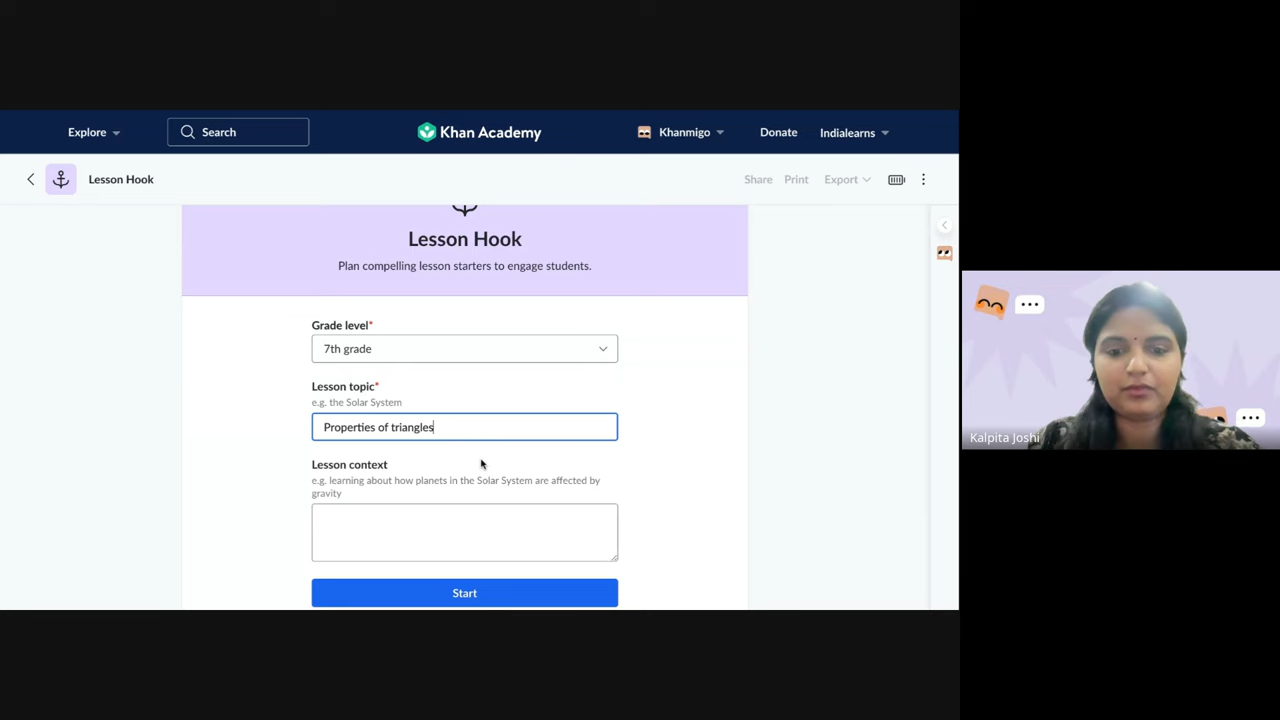 Explore
Search
Khan Academy
Khanmigo
Donate
Indialearns
Lesson Hook
Share
Print
Export
Lesson Hook
Plan compelling lesson starters to engage students.
Grade level*
7th grade
Lesson topic*
e.g. the Solar System
Properties of triangles
Lesson context
e.g. learning about how planets in the Solar System are affected by
gravity
Start
Kalpita Joshi